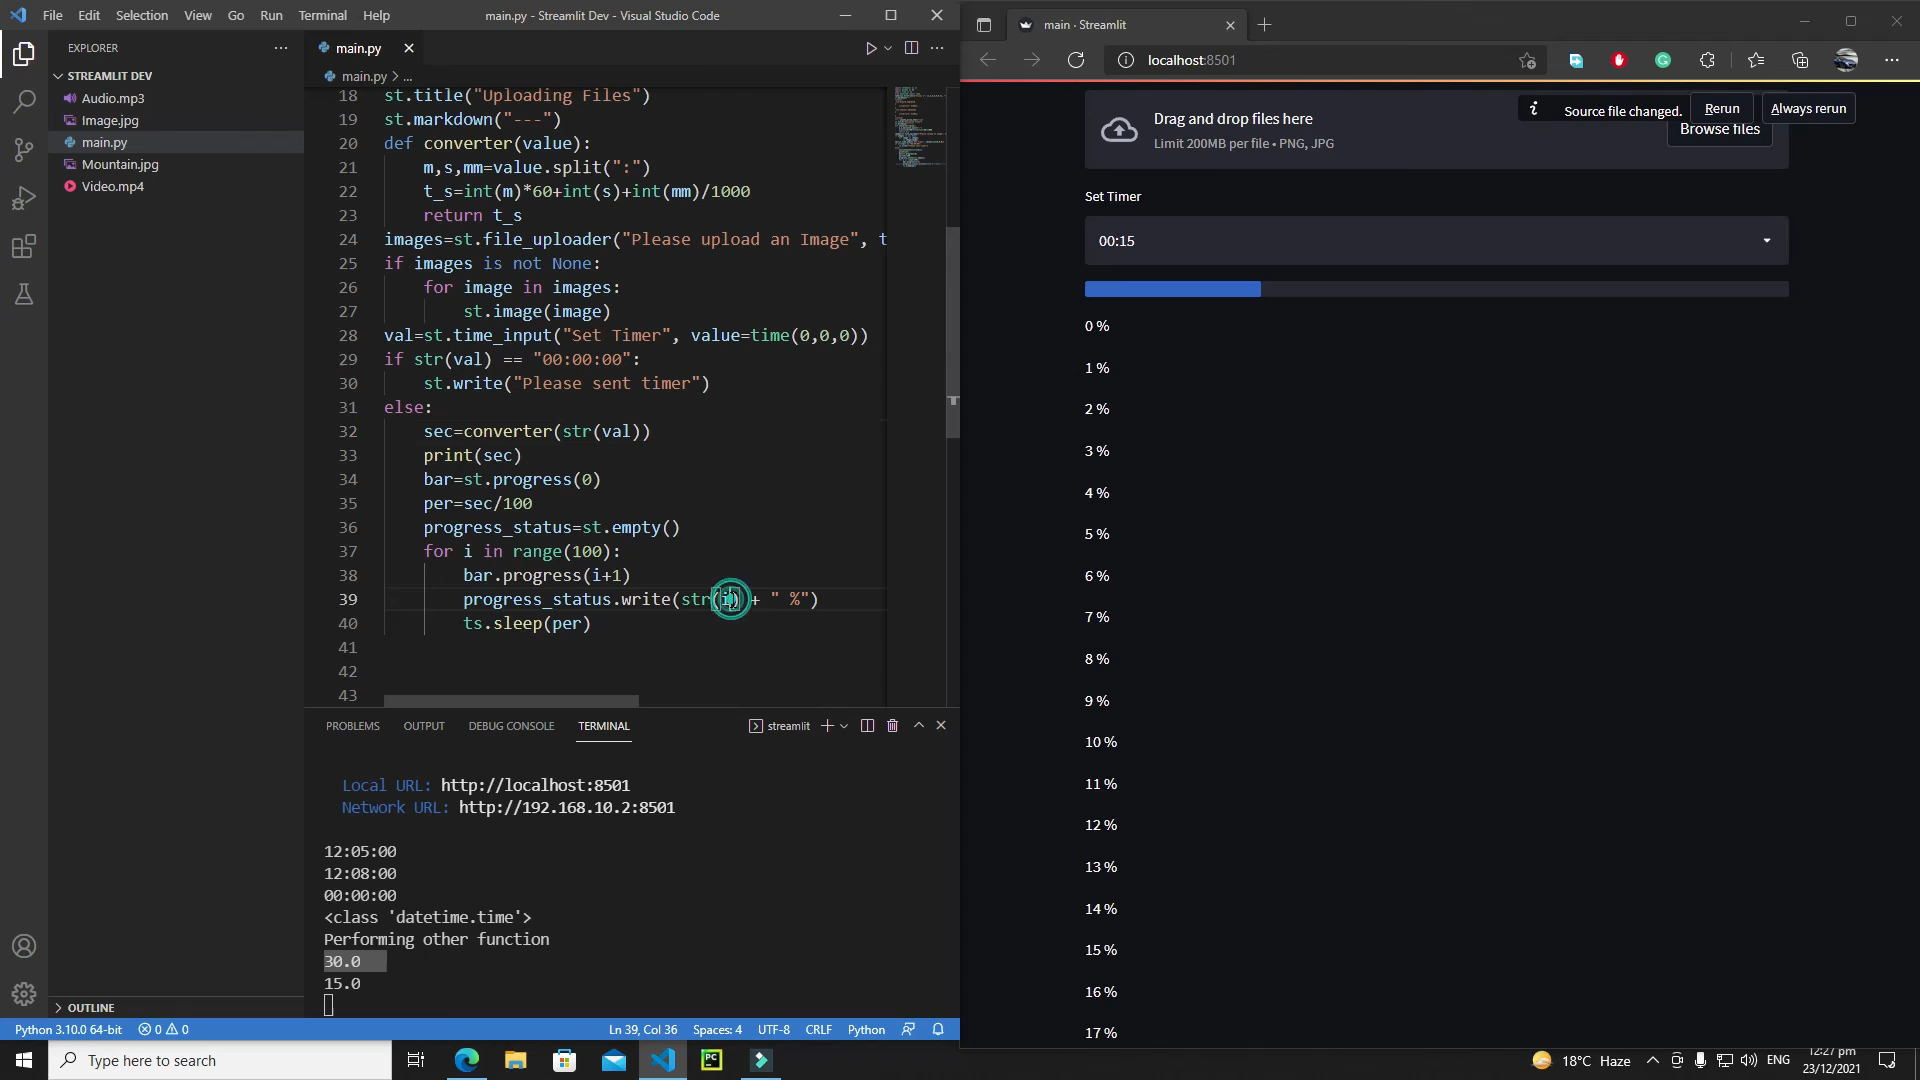 File Edit Selection View Go Run Terminal Help
main.py - Streamlit Dev - Visual Studio Code
EXPLORER
STREAMLIT DEV
Audio.mp3
Image.jpg
main.py
Mountain.jpg
Video.mp4
OUTLINE
main.py
main.py > ...
18 st.title("Uploading Files")
19 st.markdown("---")
20 def converter(value):
21 m,s,mm=value.split(":")
22 t_s=int(m)*60+int(s)+int(mm)/1000
23 return t_s
24 images=st.file_uploader("Please upload an Image", t
25 if images is not None:
26 for image in images:
27 st.image(image)
28 val=st.time_input("Set Timer", value=time(0,0,0))
29 if str(val) == "00:00:00":
30 st.write("Please sent timer")
31 else:
32 sec=converter(str(val))
33 print(sec)
34 bar=st.progress(0)
35 per=sec/100
36 progress_status=st.empty()
37 for i in range(100):
38 bar.progress(i+1)
39 progress_status.write(str(i) + " %")
40 ts.sleep(per)
41
42
43
PROBLEMS OUTPUT DEBUG CONSOLE TERMINAL
streamlit
Local URL: http://localhost:8501
Network URL: http://192.168.10.2:8501
12:05:00
12:08:00
00:00:00
<class 'datetime.time'>
Performing other function
30.0
15.0
Python 3.10.0 64-bit 0 0 Ln 39, Col 36 Spaces: 4 UTF-8 CRLF Python
main · Streamlit
localhost:8501
Source file changed. Rerun Always rerun
Drag and drop files here
Limit 200MB per file • PNG, JPG
Browse files
Set Timer
00:15
0 %
1 %
2 %
3 %
4 %
5 %
6 %
7 %
8 %
9 %
10 %
11 %
12 %
13 %
14 %
15 %
16 %
17 %
Type here to search
PC
18°C Haze
ENG
12:27 pm
23/12/2021